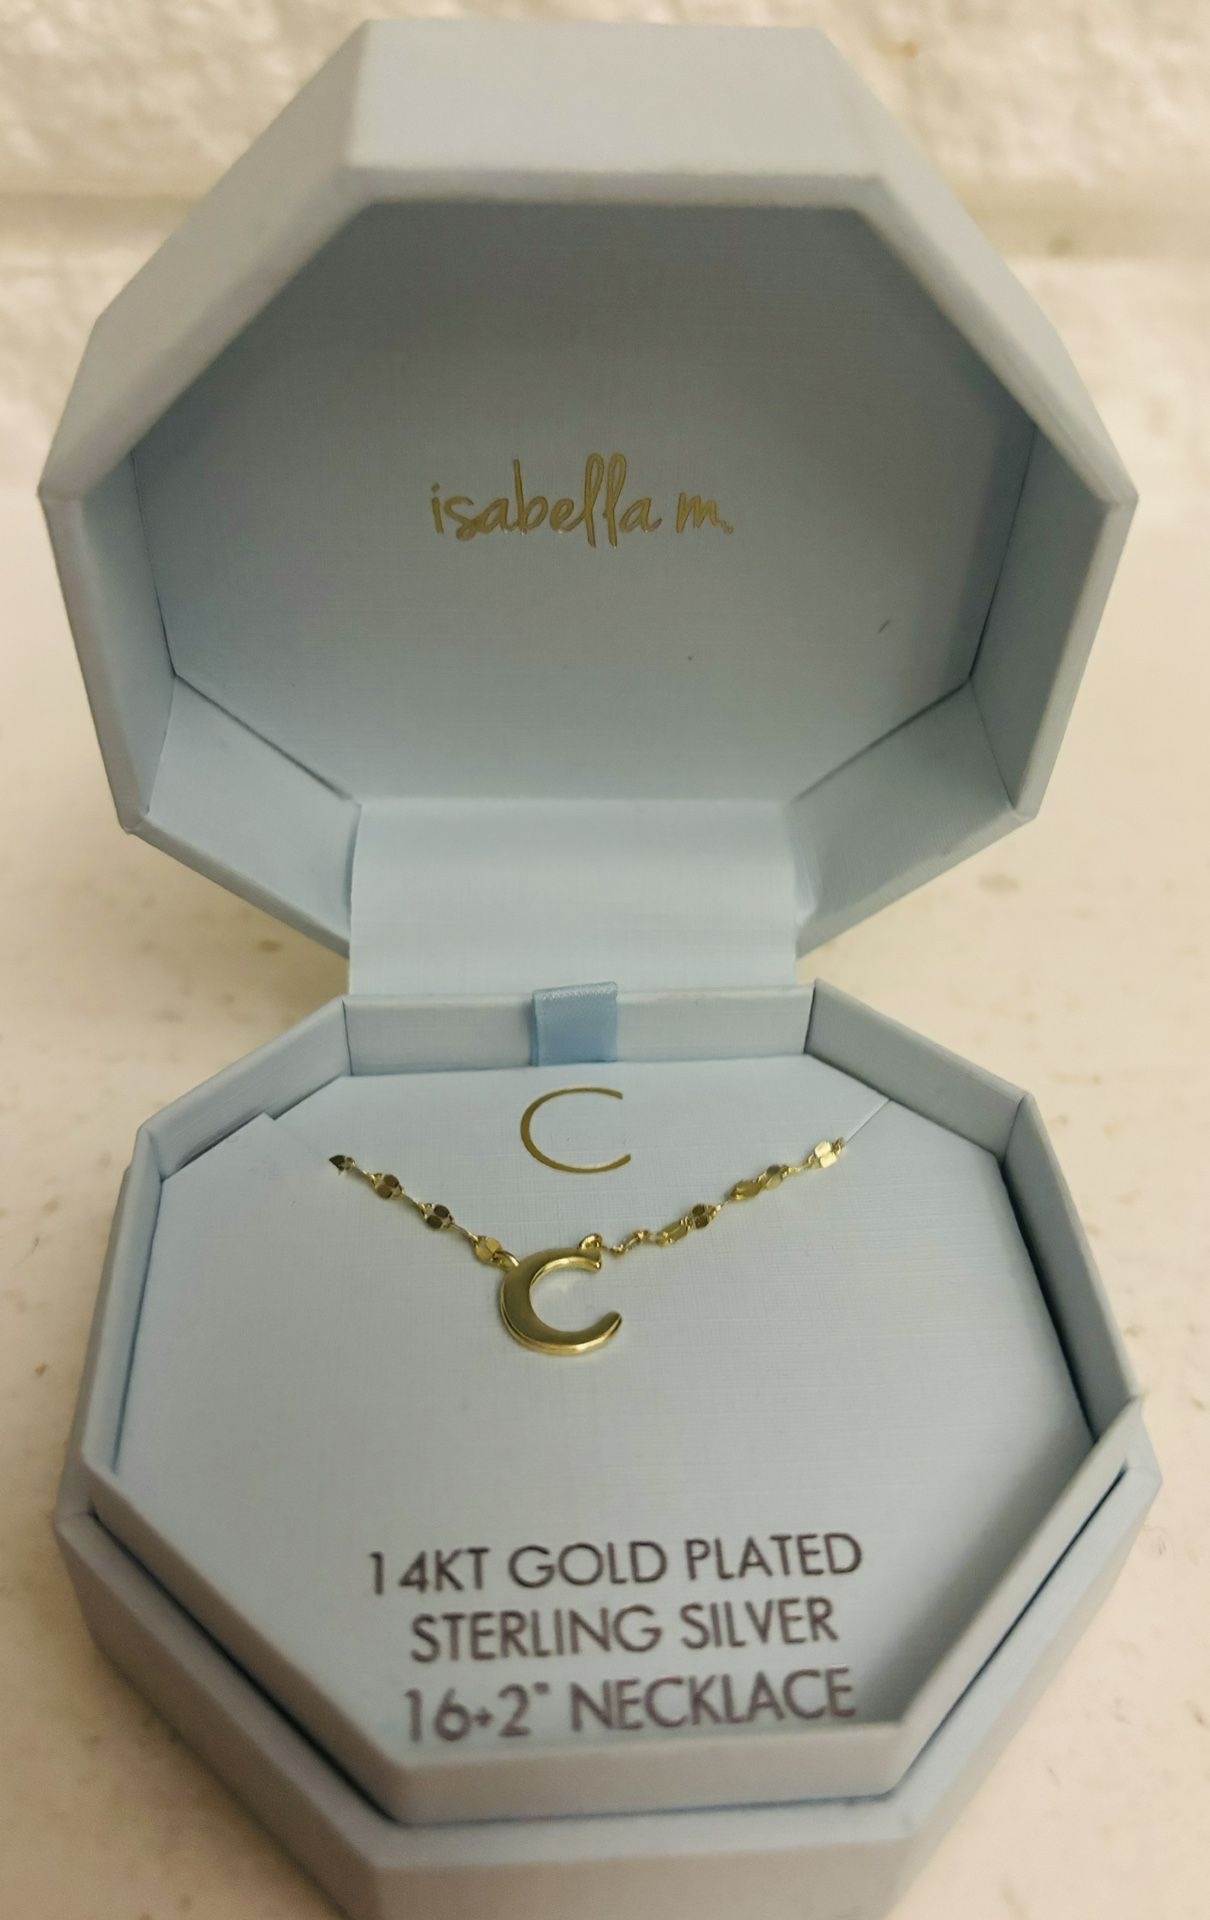 isabella m.
C
C
14KT GOLD PLATED
STERLING SILVER
16+2" NECKLACE